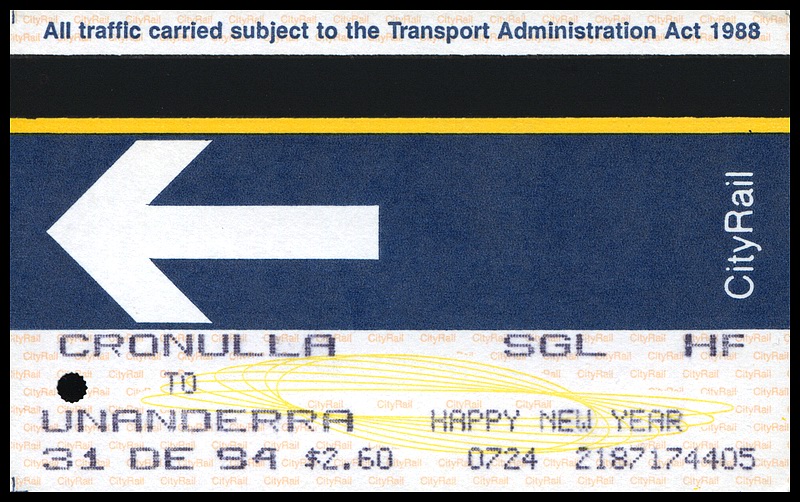 All traffic carried subject to the Transport Administration Act 1988
CityRail
CRONULLA SGL HF
TO
UNANDERRA HAPPY NEW YEAR
31 DE 94 $2.60 0724 2187174405